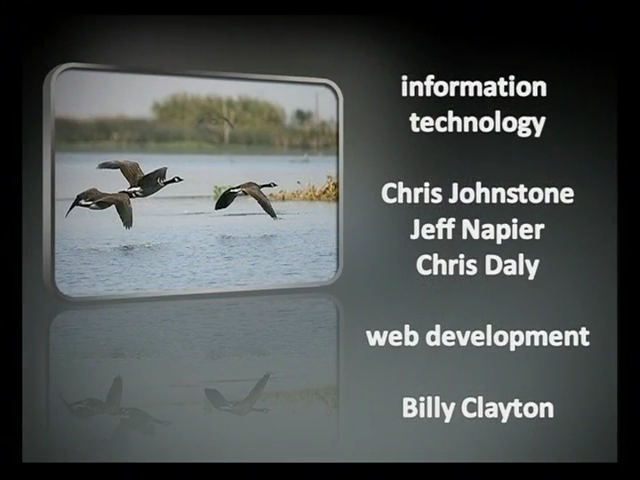 information
technology
Chris Johnstone
Jeff Napier
Chris Daly
web development
Billy Clayton